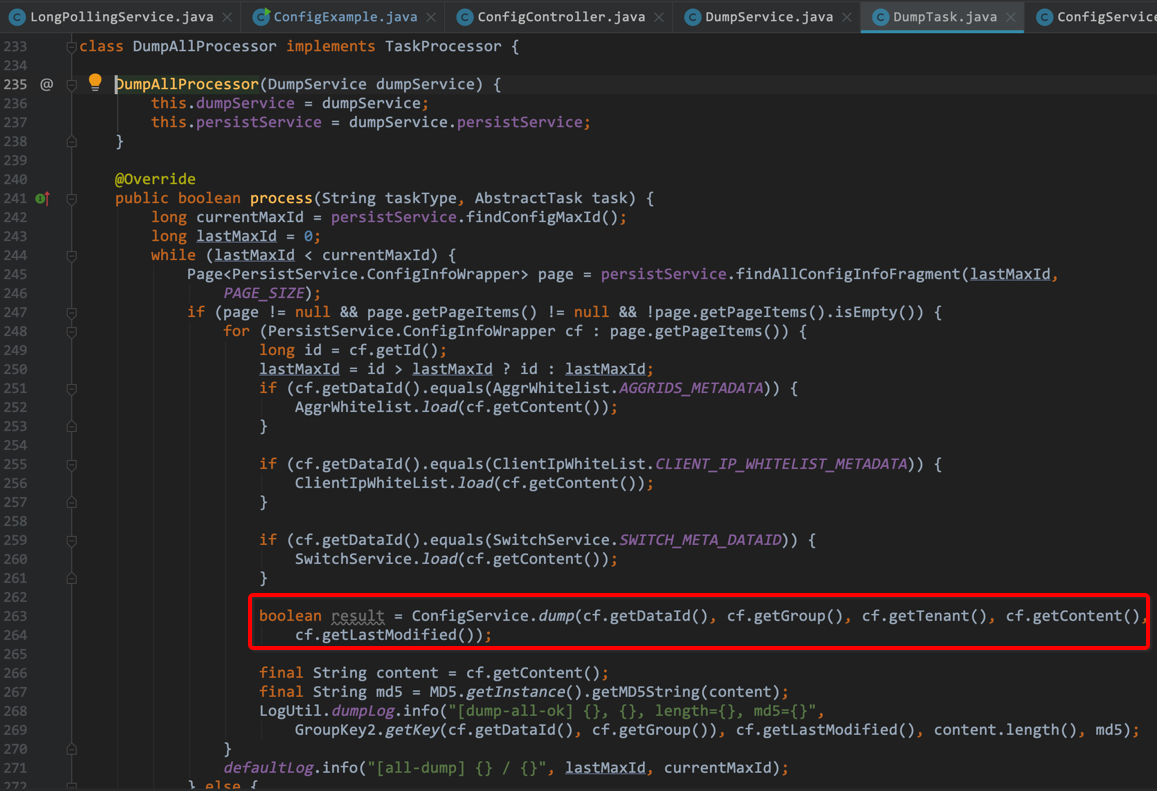 LongPollingService.java ConfigExample.java ConfigController.java DumpService.java DumpTask.java ConfigService
233 class DumpAllProcessor implements TaskProcessor {
234
235 @ DumpAllProcessor(DumpService dumpService) {
236 this.dumpService = dumpService;
237 this.persistService = dumpService.persistService;
238 }
239
240 @Override
241 public boolean process(String taskType, AbstractTask task) {
242 long currentMaxId = persistService.findConfigMaxId();
243 long lastMaxId = 0;
244 while (lastMaxId < currentMaxId) {
245 Page<PersistService.ConfigInfoWrapper> page = persistService.findAllConfigInfoFragment(lastMaxId,
246 PAGE_SIZE);
247 if (page != null && page.getPageItems() != null && !page.getPageItems().isEmpty()) {
248 for (PersistService.ConfigInfoWrapper cf : page.getPageItems()) {
249 long id = cf.getId();
250 lastMaxId = id > lastMaxId ? id : lastMaxId;
251 if (cf.getDataId().equals(AggrWhitelist.AGGRIDS_METADATA)) {
252 AggrWhitelist.load(cf.getContent());
253 }
254
255 if (cf.getDataId().equals(ClientIpWhiteList.CLIENT_IP_WHITELIST_METADATA)) {
256 ClientIpWhiteList.load(cf.getContent());
257 }
258
259 if (cf.getDataId().equals(SwitchService.SWITCH_META_DATAID)) {
260 SwitchService.load(cf.getContent());
261 }
262
263 boolean result = ConfigService.dump(cf.getDataId(), cf.getGroup(), cf.getTenant(), cf.getContent(),
264 cf.getLastModified());
265
266 final String content = cf.getContent();
267 final String md5 = MD5.getInstance().getMD5String(content);
268 LogUtil.dumpLog.info("[dump-all-ok] {}, {}, length={}, md5={}",
269 GroupKey2.getKey(cf.getDataId(), cf.getGroup()), cf.getLastModified(), content.length(), md5);
270 }
271 defaultLog.info("[all-dump] {} / {}", lastMaxId, currentMaxId);
272 } else {